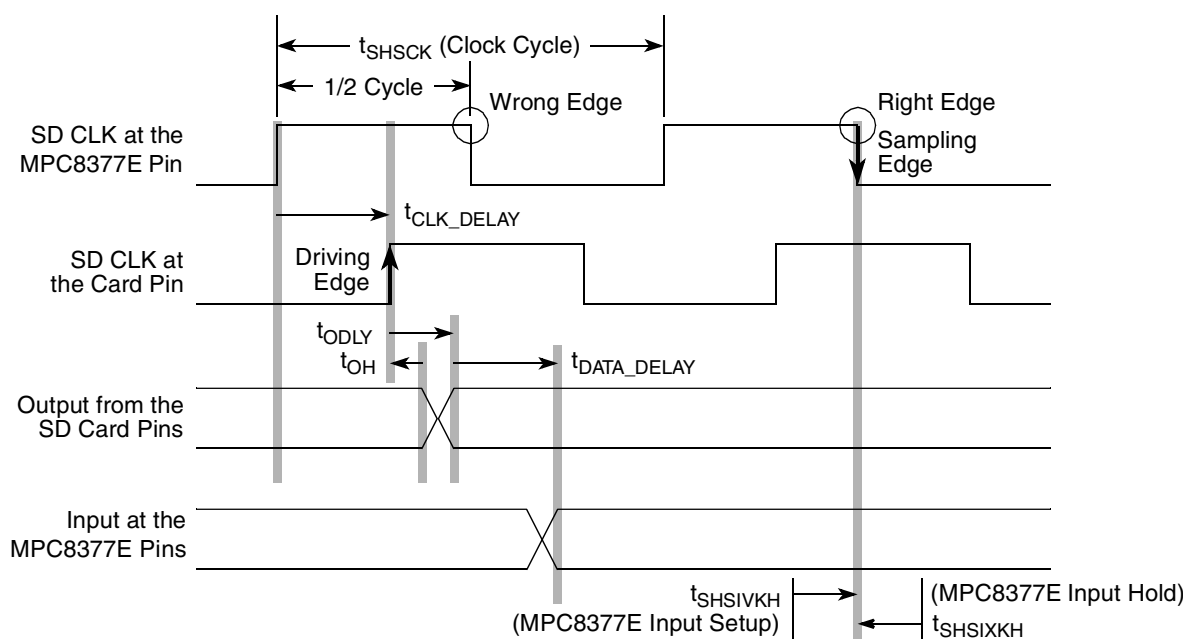 tSHSCK (Clock Cycle)
1/2 Cycle
Wrong Edge
Right Edge
SD CLK at the
MPC8377E Pin
Sampling
Edge
tCLK_DELAY
SD CLK at
the Card Pin
Driving
Edge
tODLY
tOH
tDATA_DELAY
Output from the
SD Card Pins
Input at the
MPC8377E Pins
tSHSIVKH
(MPC8377E Input Setup)
(MPC8377E Input Hold)
tSHSIXKH